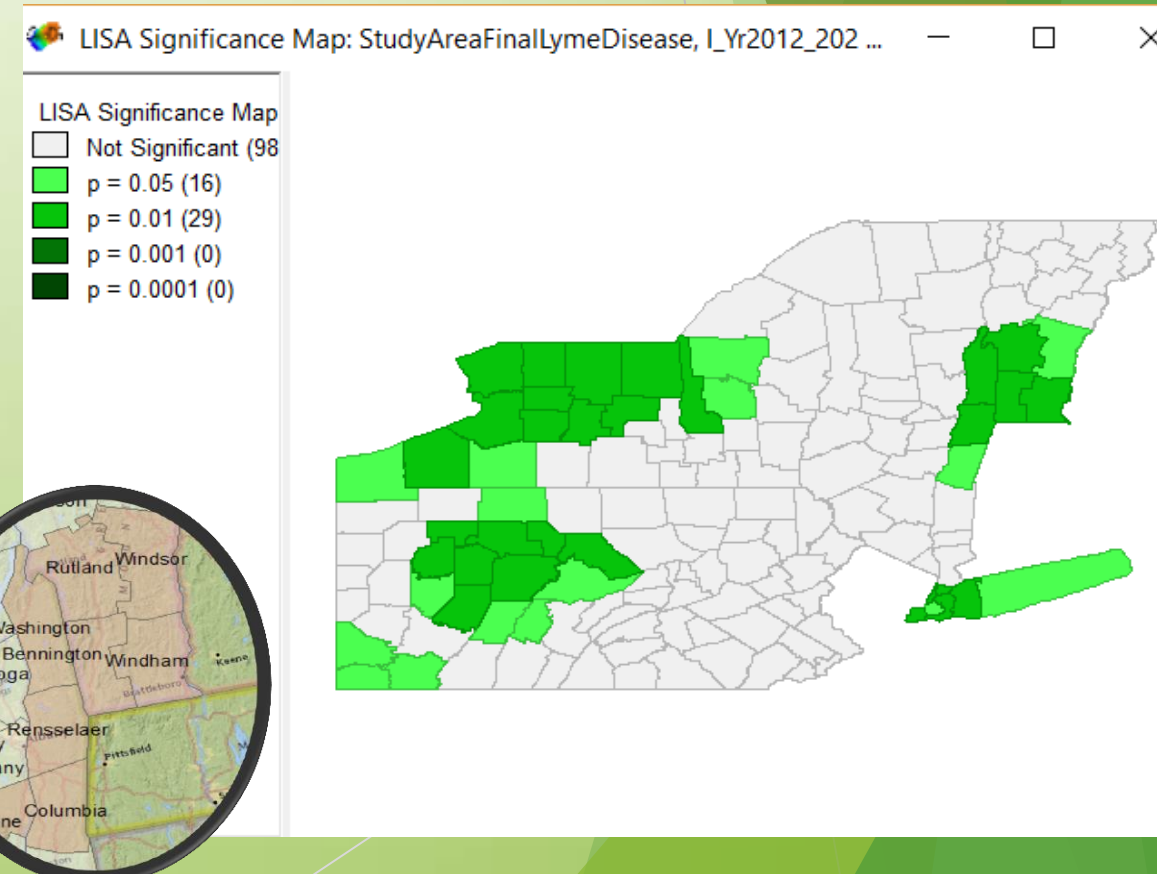 LISA Significance Map: StudyAreaFinalLymeDisease, I_Yr2012_202 ...
LISA Significance Map
Not Significant (98
p = 0.05 (16)
p = 0.01 (29)
p = 0.001 (0)
p = 0.0001 (0)
Rutland
Windsor
Bennington
Windham
Keene
Brattleboro
Rensselaer
Pittsfield
Columbia